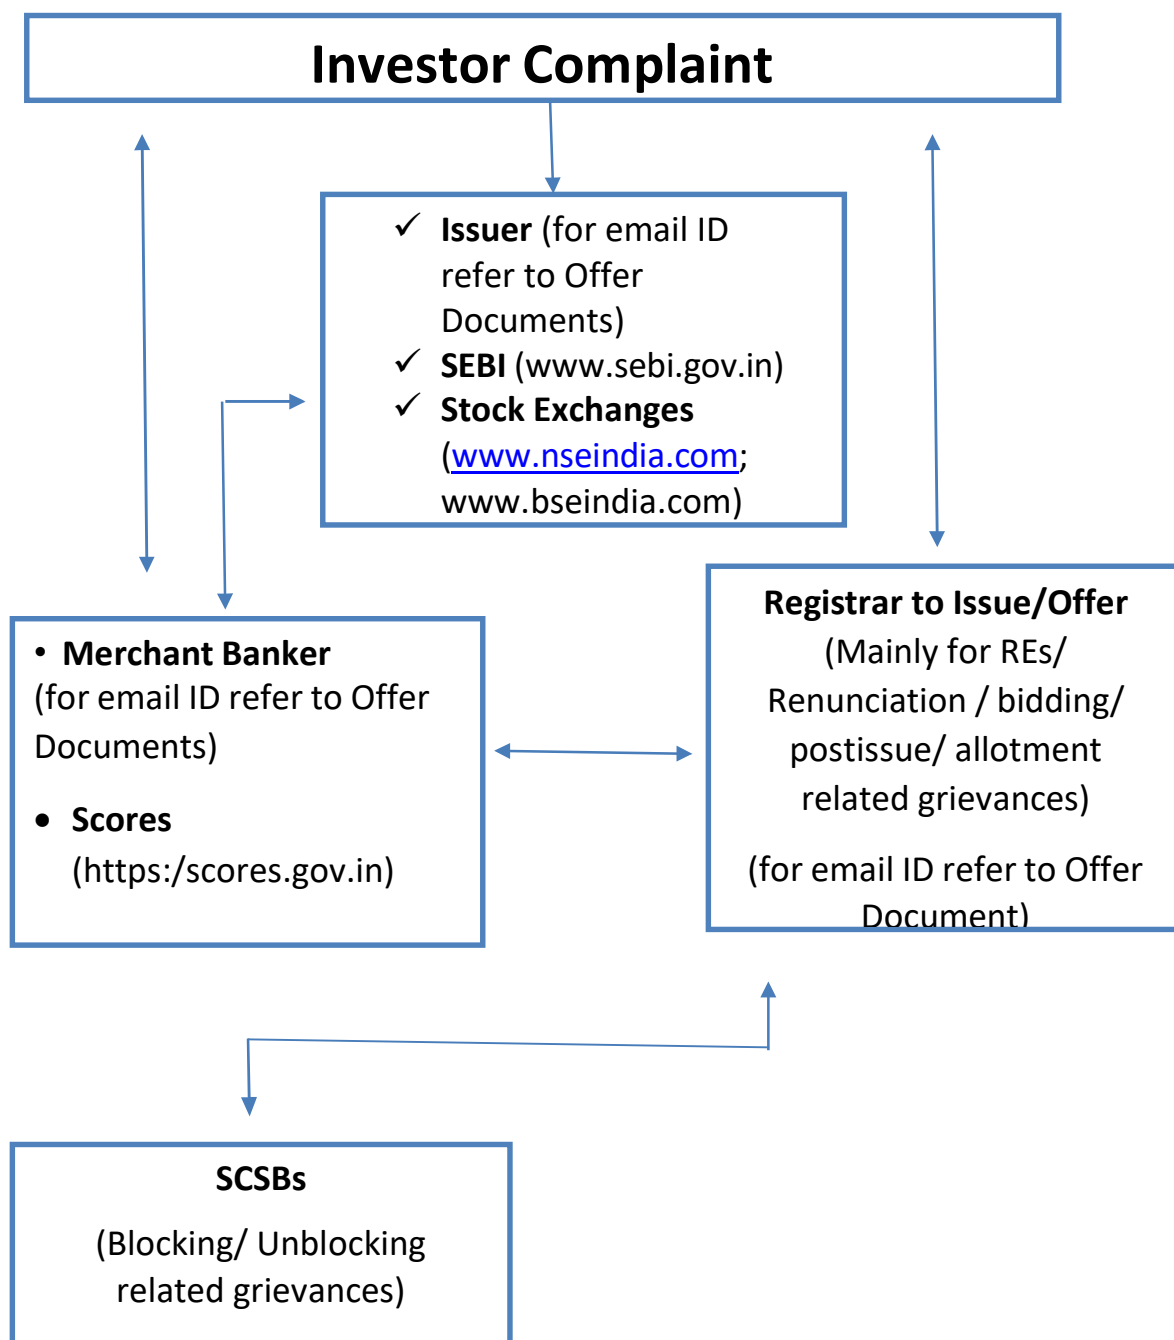 Investor Complaint
✓ Issuer (for email ID
refer to Offer
Documents)
✓ SEBI (www.sebi.gov.in)
✓ Stock Exchanges
(www.nseindia.com;
www.bseindia.com)
• Merchant Banker
(for email ID refer to Offer
Documents)
• Scores
(https:/scores.gov.in)
Registrar to Issue/Offer
(Mainly for REs/
Renunciation / bidding/
postissue/ allotment
related grievances)
(for email ID refer to Offer
Document)
SCSBs
(Blocking/ Unblocking
related grievances)